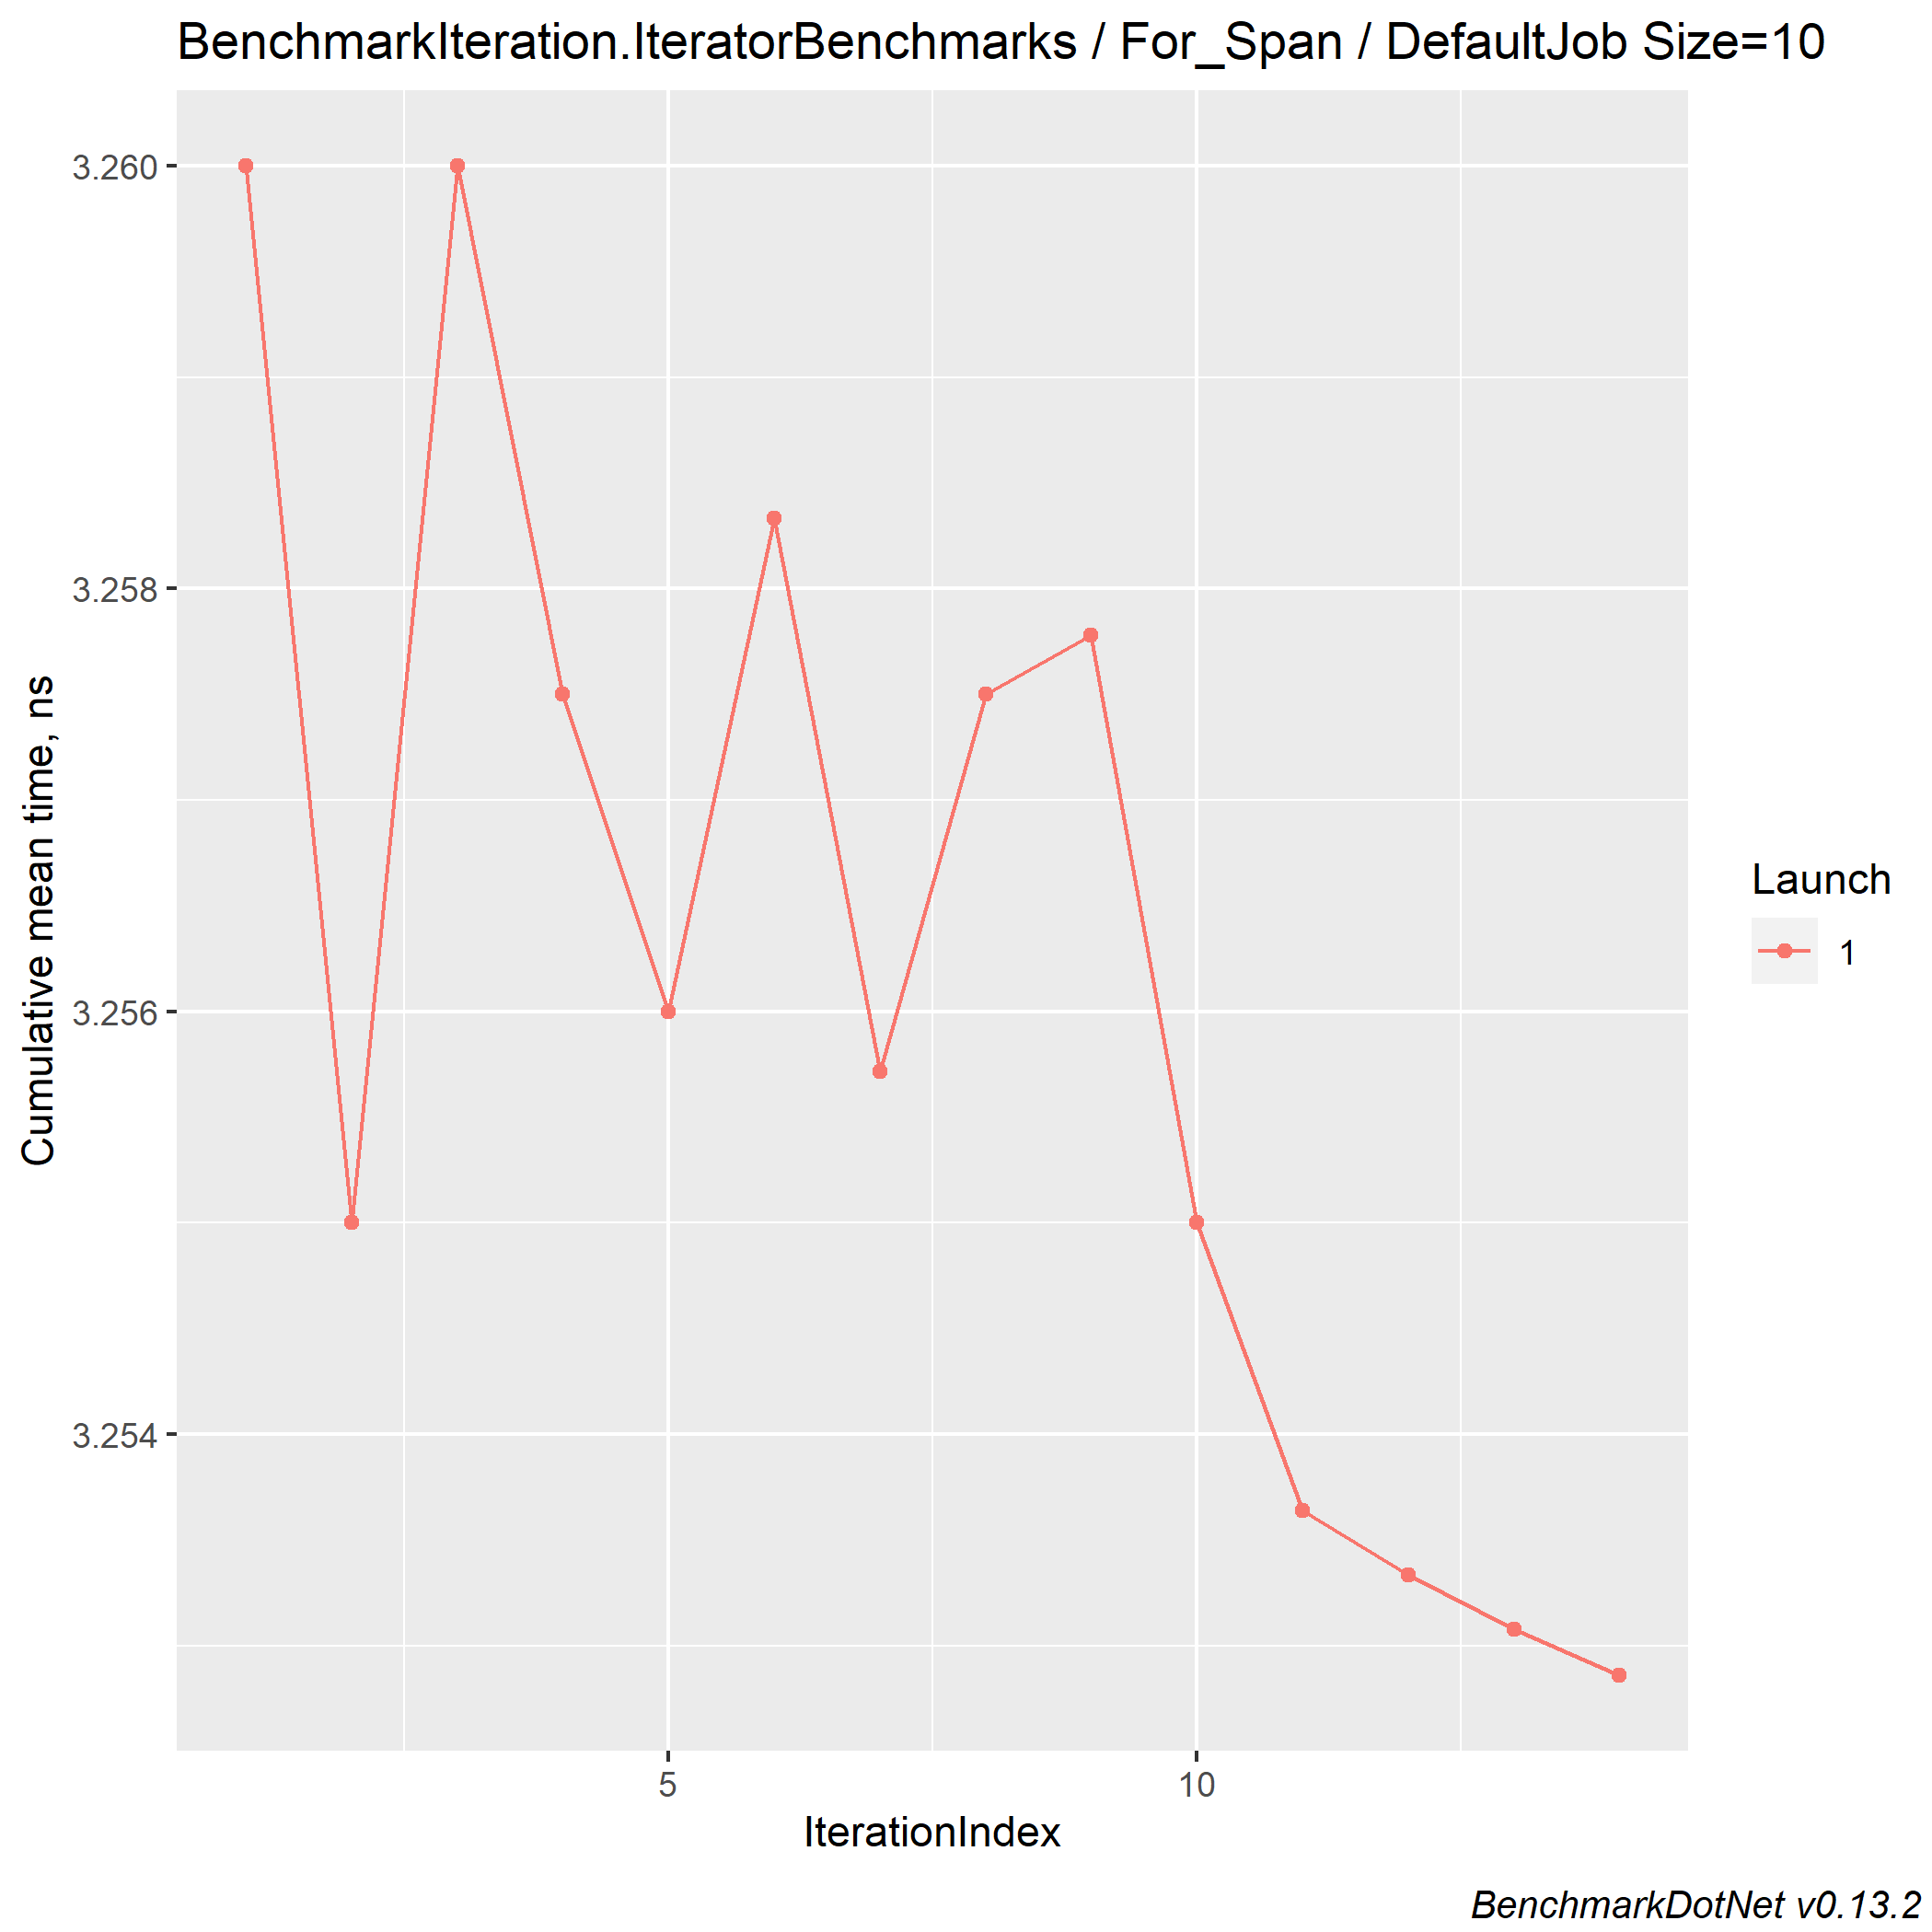 BenchmarkIteration.IteratorBenchmarks / For_Span / DefaultJob Size=10
3.260
3.258
3.256
3.254
Cumulative mean time, ns
5
10
IterationIndex
Launch
1
BenchmarkDotNet v0.13.2